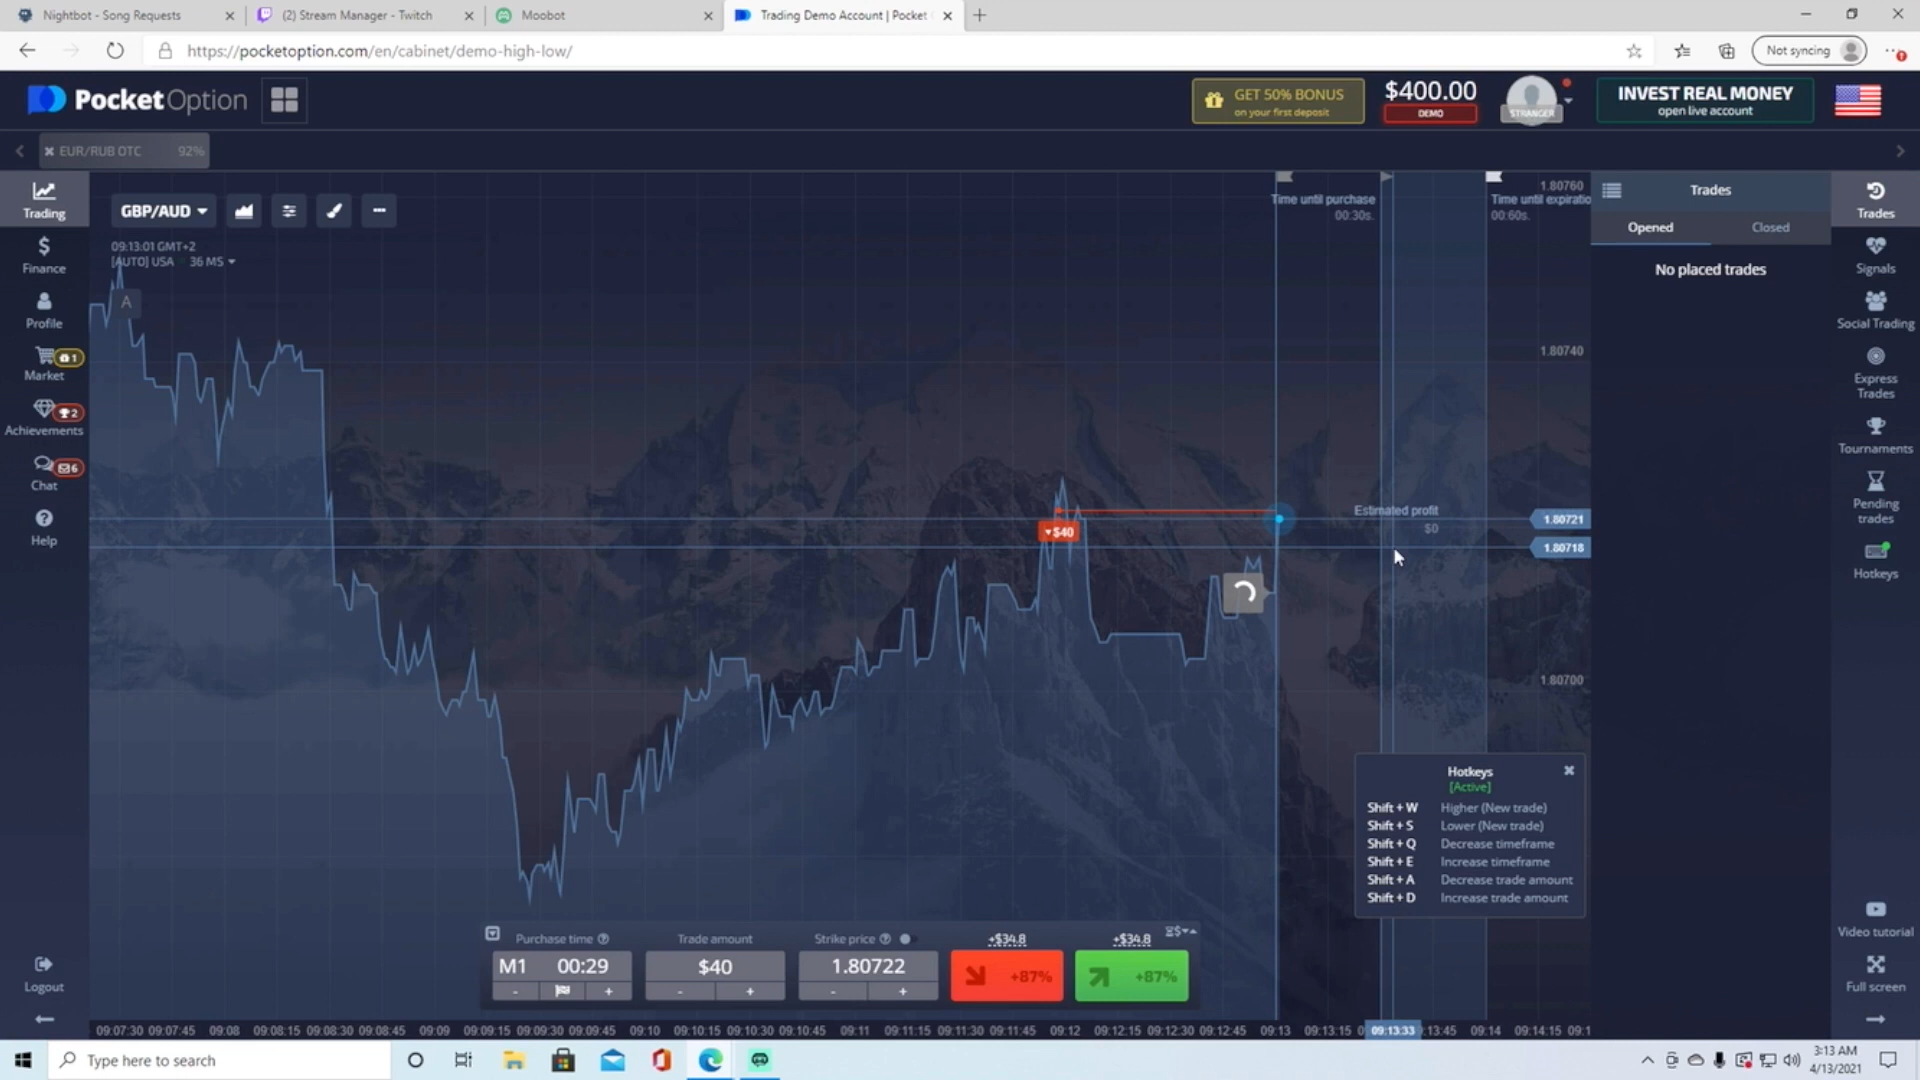 Nightbot - Song Requests
(2) Stream Manager - Twitch
Moobot
Trading Demo Account | Pocket
https://pocketoption.com/en/cabinet/demo-high-low/
Not syncing
PocketOption
GET 50% BONUS
on your first deposit
$400.00
DEMO
STRANGER
INVEST REAL MONEY
open live account
EUR/RUB OTC 92%
Trading
Finance
Profile
Market
1
Achievements
2
Chat
6
Help
Logout
GBP/AUD
09:13:01 GMT+2
[AUTO] USA 36 MS
A
Time until purchase
00:30s.
Time until expiratio
00:60s.
1.80760
1.80740
1.80721
1.80718
1.80700
Estimated profit
$0
$40
Trades
Opened
Closed
No placed trades
Trades
Signals
Social Trading
Express
Trades
Tournaments
Pending
trades
Hotkeys
Video tutorial
Full screen
Hotkeys
[Active]
Shift + W Higher (New trade)
Shift + S Lower (New trade)
Shift + Q Decrease timeframe
Shift + E Increase timeframe
Shift + A Decrease trade amount
Shift + D Increase trade amount
Purchase time
M1 00:29
- +
Trade amount
$40
- +
Strike price
1.80722
- +
+$34.8
+87%
+$34.8
+87%
09:07:30 09:07:45 09:08 09:08:15 09:08:30 09:08:45 09:09 09:09:15 09:09:30 09:09:45 09:10 09:10:15 09:10:30 09:10:45 09:11 09:11:15 09:11:30 09:11:45 09:12 09:12:15 09:12:30 09:12:45 09:13 09:13:15 09:13:33 13:45 09:14 09:14:15 09:1
Type here to search
3:13 AM
4/13/2021